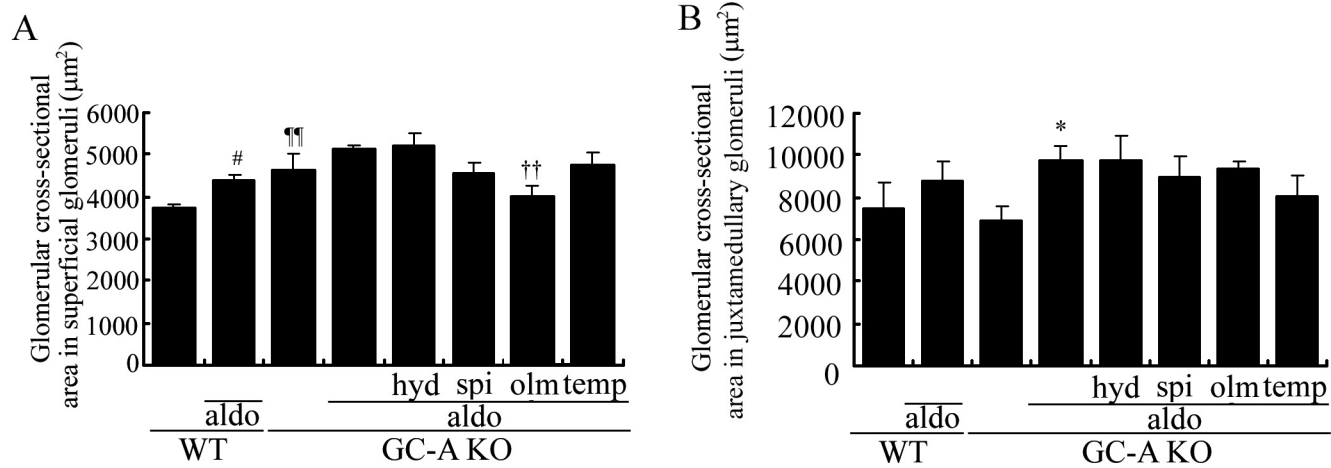 A
Glomerular cross-sectional
area in superficial glomeruli (μm²)
6000
5000
4000
3000
2000
1000
0
#
¶¶
††
hyd spi olm temp
aldo aldo
WT GC-A KO
B
Glomerular cross-sectional
area in juxtamedullary glomeruli (μm²)
12000
10000
8000
6000
4000
2000
0
*
hyd spi olm temp
aldo aldo
WT GC-A KO